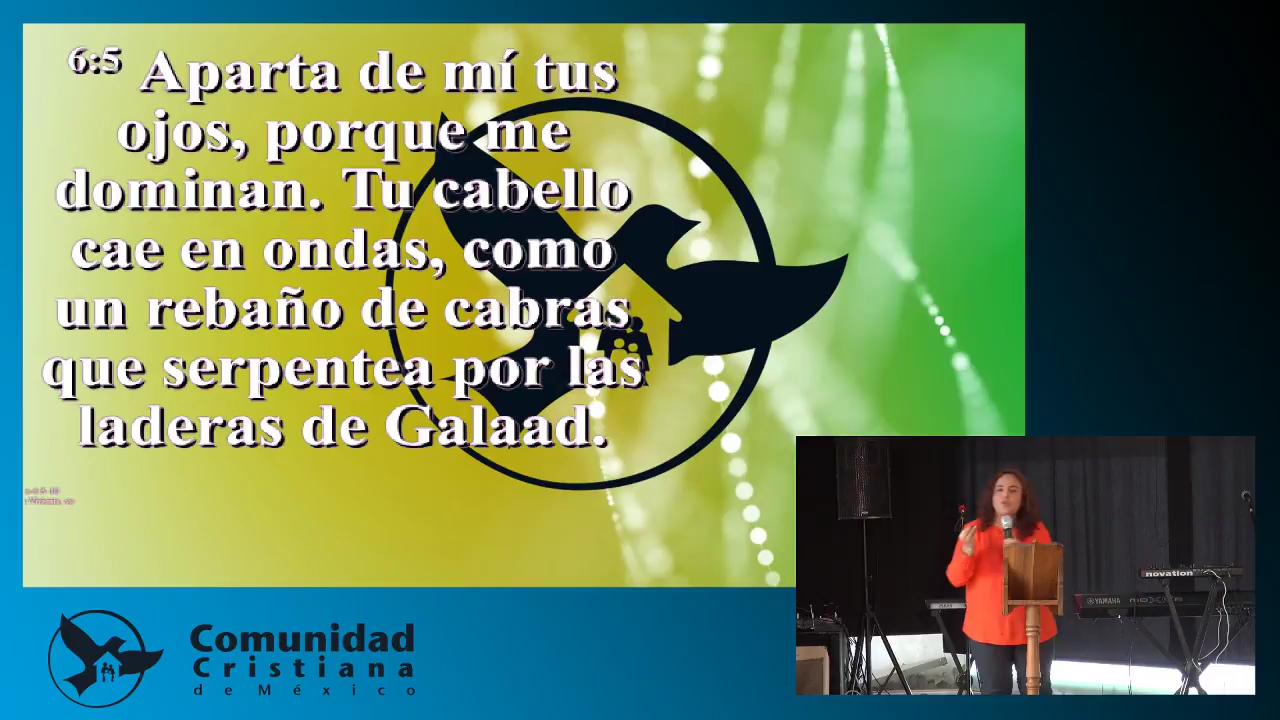 6:5 Aparta de mí tus
ojos, porque me
dominan. Tu cabello
cae en ondas, como
un rebaño de cabras
que serpentea por las
laderas de Galaad.
novation
YAMAHA
Comunidad
Cristiana
de México